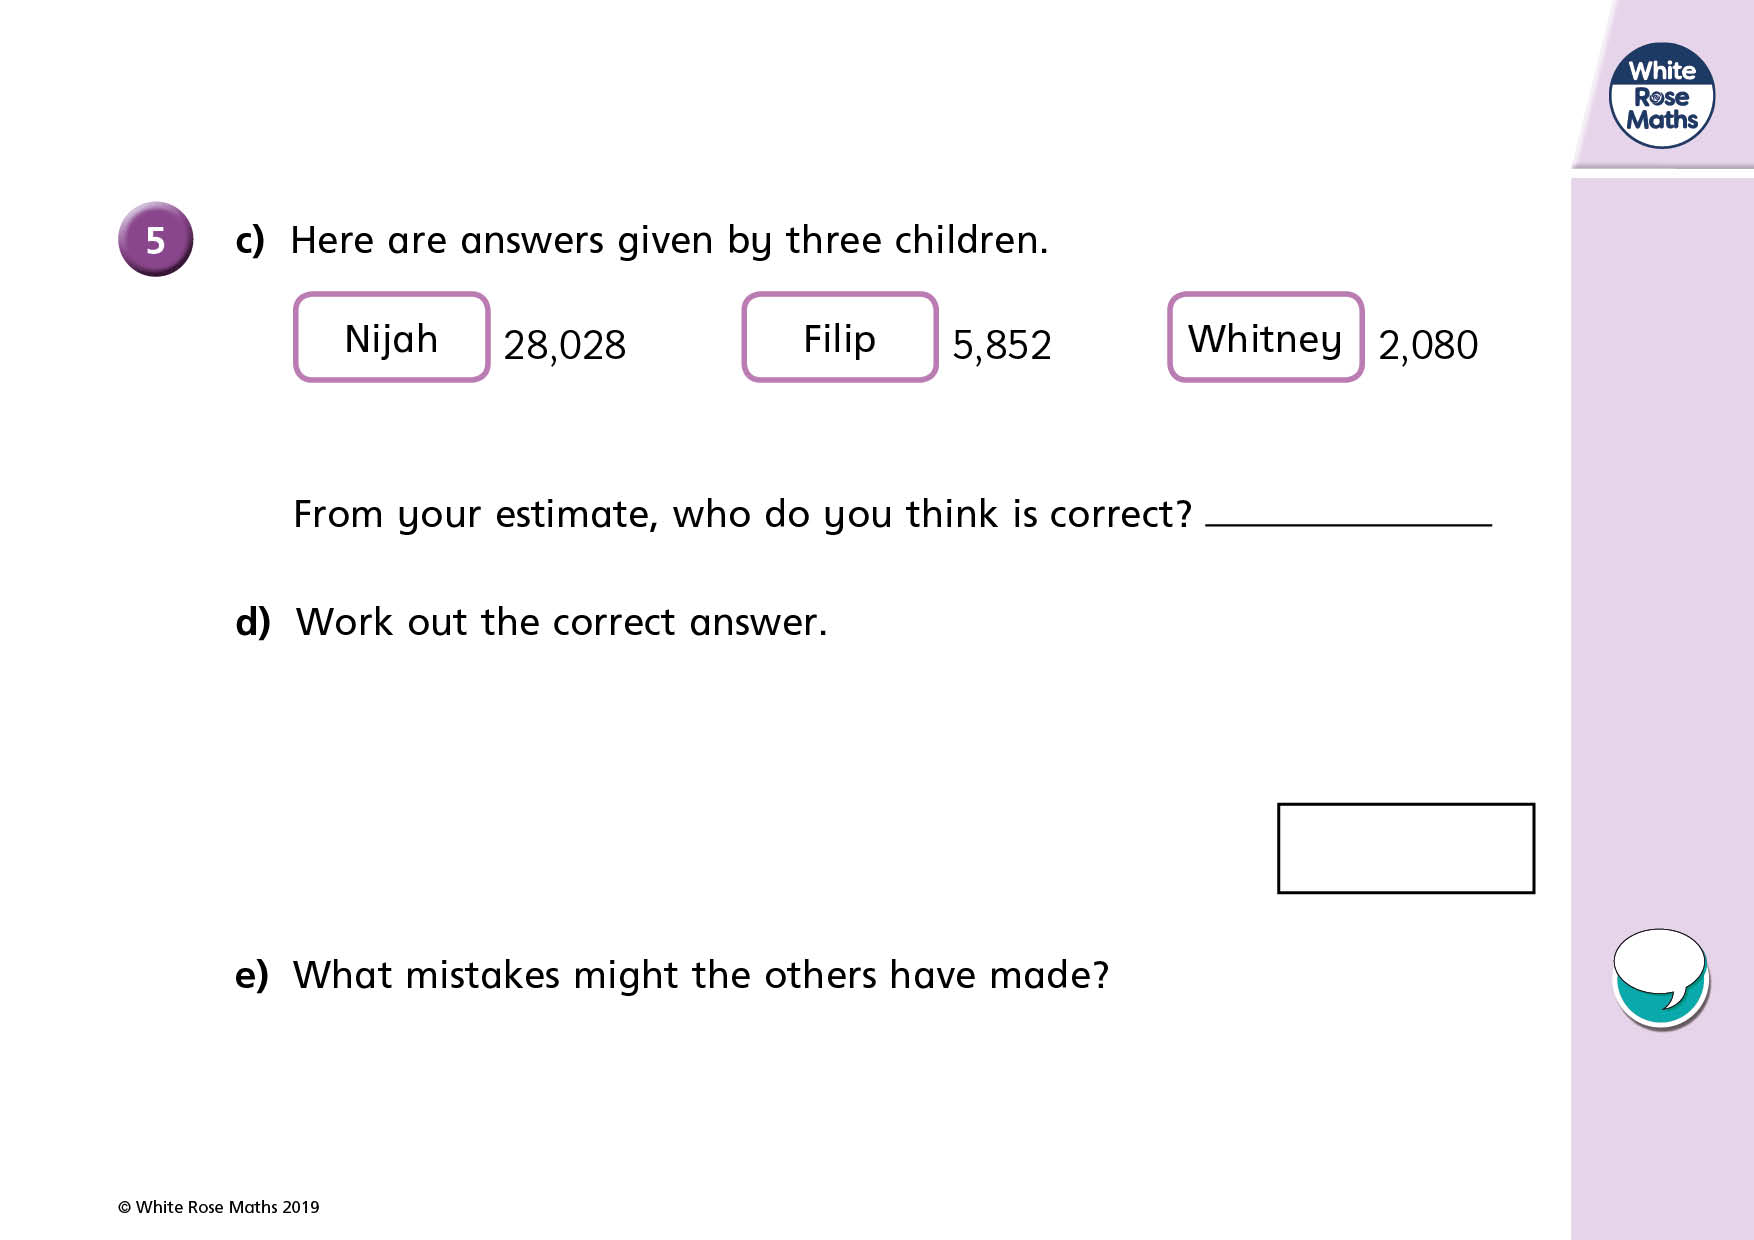 White
Rose
Maths
5 c) Here are answers given by three children.
Nijah 28,028 Filip 5,852 Whitney 2,080
From your estimate, who do you think is correct?
d) Work out the correct answer.
e) What mistakes might the others have made?
© White Rose Maths 2019